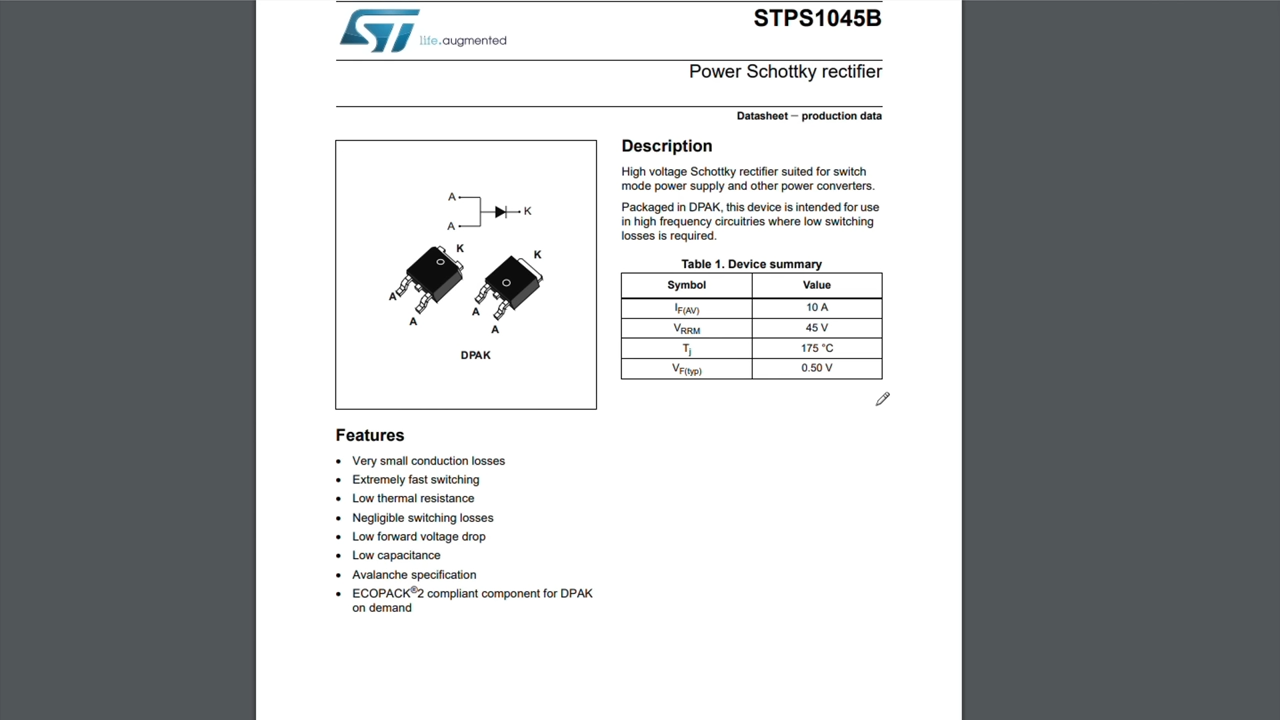 STPS1045B
ST
life.augmented
Power Schottky rectifier
Datasheet − production data
A
K
A
K
K
A
A
A
A
DPAK
Description
High voltage Schottky rectifier suited for switch
mode power supply and other power converters.
Packaged in DPAK, this device is intended for use
in high frequency circuitries where low switching
losses is required.
Table 1. Device summary
Symbol Value
IF(AV) 10 A
VRRM 45 V
Tj 175 °C
VF(typ) 0.50 V
Features
• Very small conduction losses
• Extremely fast switching
• Low thermal resistance
• Negligible switching losses
• Low forward voltage drop
• Low capacitance
• Avalanche specification
• ECOPACK®2 compliant component for DPAK
on demand